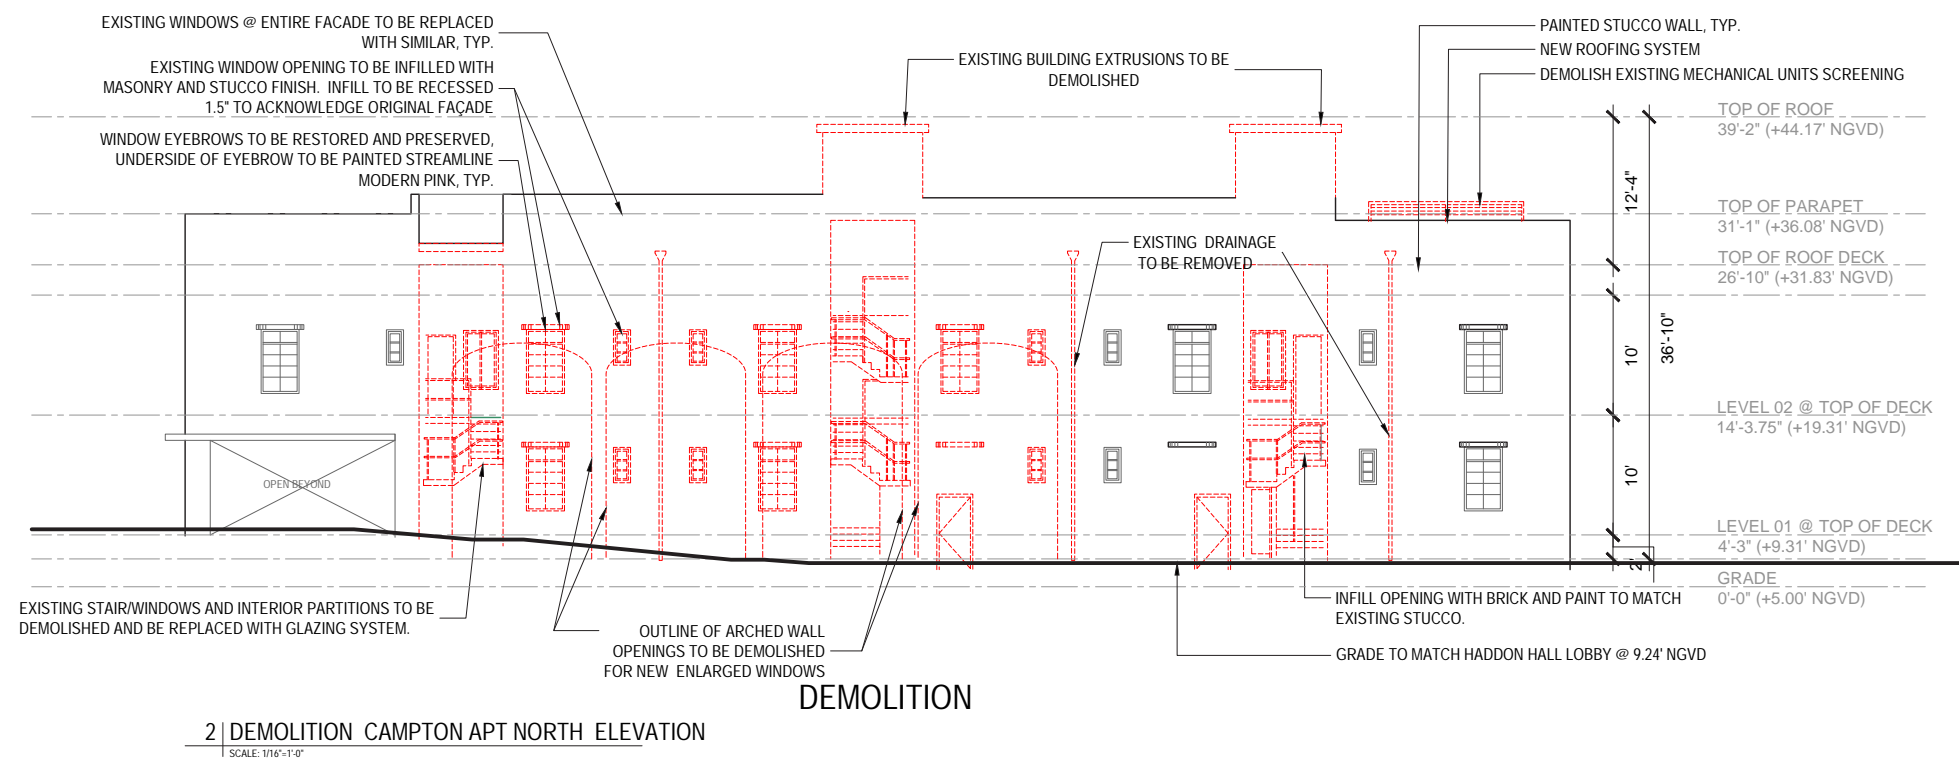 EXISTING WINDOWS @ ENTIRE FACADE TO BE REPLACED
WITH SIMILAR, TYP.
EXISTING WINDOW OPENING TO BE INFILLED WITH
MASONRY AND STUCCO FINISH. INFILL TO BE RECESSED
1.5" TO ACKNOWLEDGE ORIGINAL FAÇADE
WINDOW EYEBROWS TO BE RESTORED AND PRESERVED,
UNDERSIDE OF EYEBROW TO BE PAINTED STREAMLINE
MODERN PINK, TYP.
EXISTING BUILDING EXTRUSIONS TO BE
DEMOLISHED
PAINTED STUCCO WALL, TYP.
NEW ROOFING SYSTEM
DEMOLISH EXISTING MECHANICAL UNITS SCREENING
TOP OF ROOF
39'-2" (+44.17' NGVD)
TOP OF PARAPET
31'-1" (+36.08' NGVD)
TOP OF ROOF DECK
26'-10" (+31.83' NGVD)
LEVEL 02 @ TOP OF DECK
14'-3.75" (+19.31' NGVD)
LEVEL 01 @ TOP OF DECK
4'-3" (+9.31' NGVD)
GRADE
0'-0" (+5.00' NGVD)
12'-4"
10'
36'-10"
10'
2'
EXISTING DRAINAGE
TO BE REMOVED
OPEN BEYOND
EXISTING STAIR/WINDOWS AND INTERIOR PARTITIONS TO BE
DEMOLISHED AND BE REPLACED WITH GLAZING SYSTEM.
OUTLINE OF ARCHED WALL
OPENINGS TO BE DEMOLISHED
FOR NEW ENLARGED WINDOWS
INFILL OPENING WITH BRICK AND PAINT TO MATCH
EXISTING STUCCO.
GRADE TO MATCH HADDON HALL LOBBY @ 9.24' NGVD
DEMOLITION
2 DEMOLITION CAMPTON APT NORTH ELEVATION
SCALE: 1/16"=1'-0"